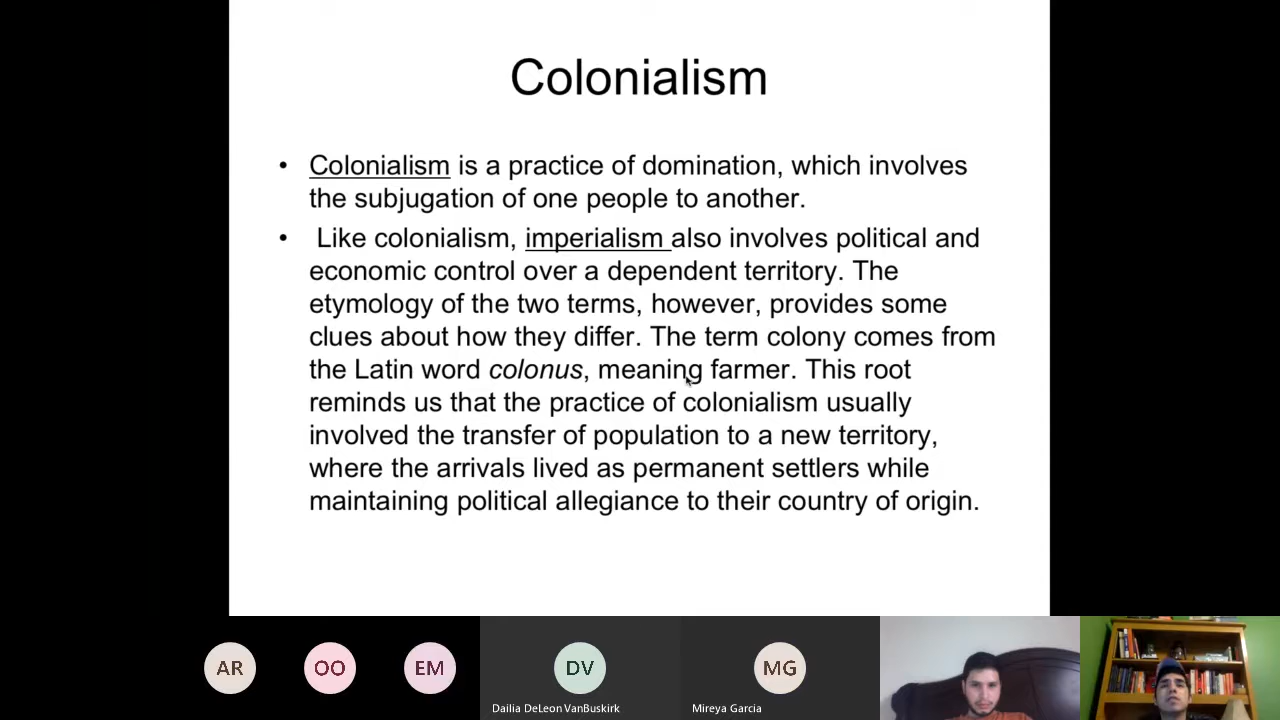 Colonialism
• Colonialism is a practice of domination, which involves
the subjugation of one people to another.
• Like colonialism, imperialism also involves political and
economic control over a dependent territory. The
etymology of the two terms, however, provides some
clues about how they differ. The term colony comes from
the Latin word colonus, meaning farmer. This root
reminds us that the practice of colonialism usually
involved the transfer of population to a new territory,
where the arrivals lived as permanent settlers while
maintaining political allegiance to their country of origin.
AR
OO
EM
DV
MG
Dailia DeLeon VanBuskirk
Mireya Garcia